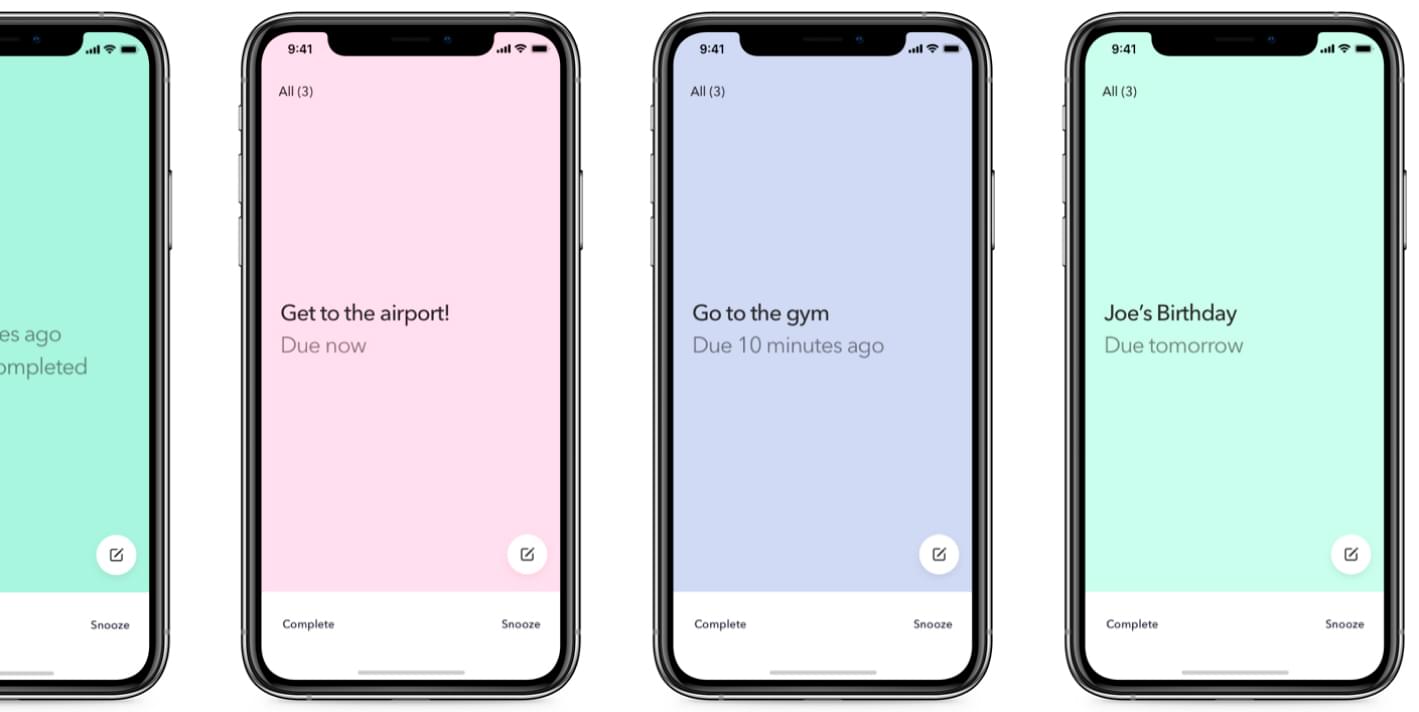 es ago
ompleted
Snooze
9:41
All (3)
Get to the airport!
Due now
Complete
Snooze
9:41
All (3)
Go to the gym
Due 10 minutes ago
Complete
Snooze
9:41
All (3)
Joe’s Birthday
Due tomorrow
Complete
Snooze